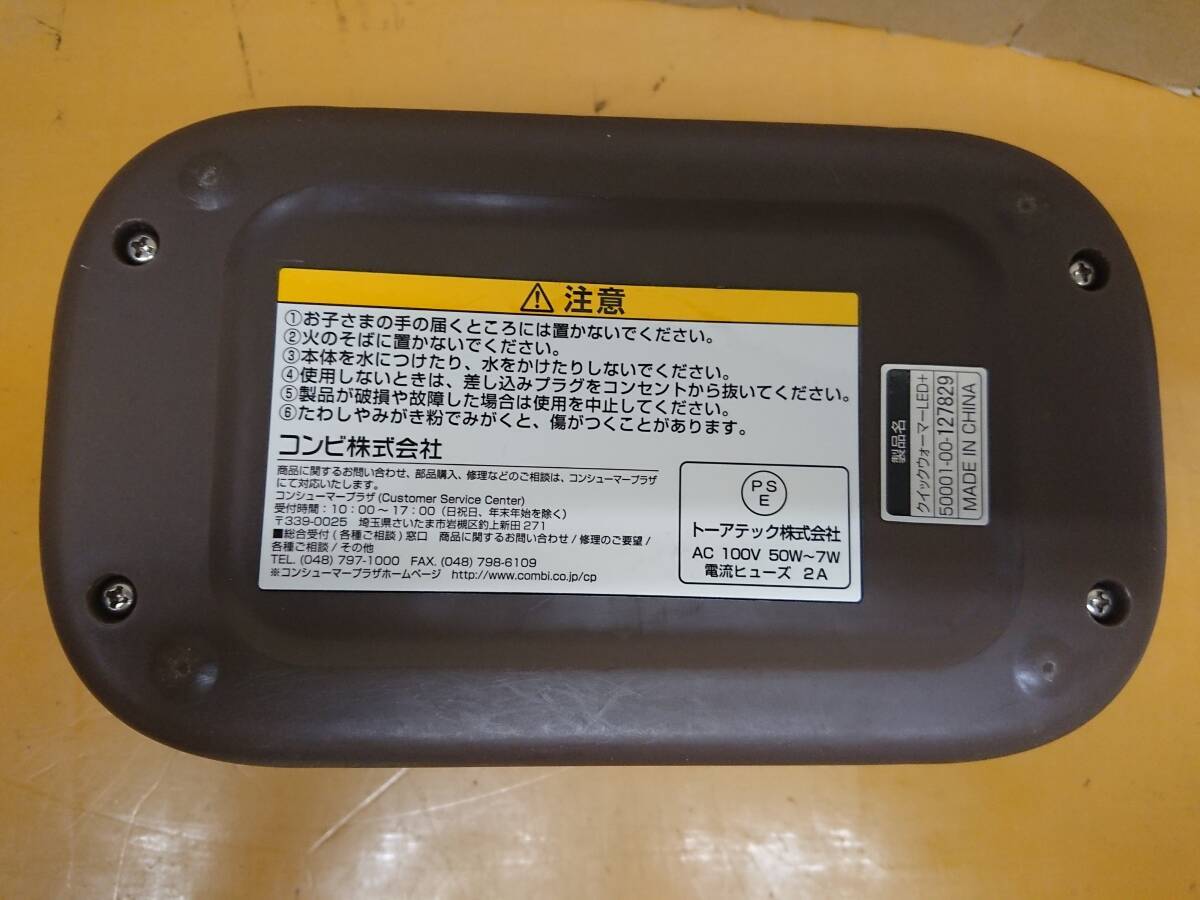 注意
①お子さまの手の届くところには置かないでください。
②火のそばに置かないでください。
③本体を水につけたり、水をかけたりしないでください。
④使用しないときは、差し込みプラグをコンセントから抜いてください。
⑤製品が破損や故障した場合は使用を中止してください。
⑥たわしやみがき粉でみがくと、傷がつくことがあります。
コンビ株式会社
商品に関するお問い合わせ、部品購入、修理などのご相談は、コンシューマープラザ
にて対応いたします。
コンシューマープラザ(Customer Service Center)
受付時間:10:00〜17:00(日祝日、年末年始を除く)
〒339-0025 埼玉県さいたま市岩槻区釣上新田271
■総合受付(各種ご相談)窓口 商品に関するお問い合わせ/修理のご要望/
各種ご相談/その他
TEL. (048) 797-1000 FAX. (048) 798-6109
※コンシューマープラザホームページ http://www.combi.co.jp/cp
PS
E
トーアテック株式会社
AC 100V 50W〜7W
電流ヒューズ 2A
製品名
クイックウォーマーLED+
50001-00-127829
MADE IN CHINA